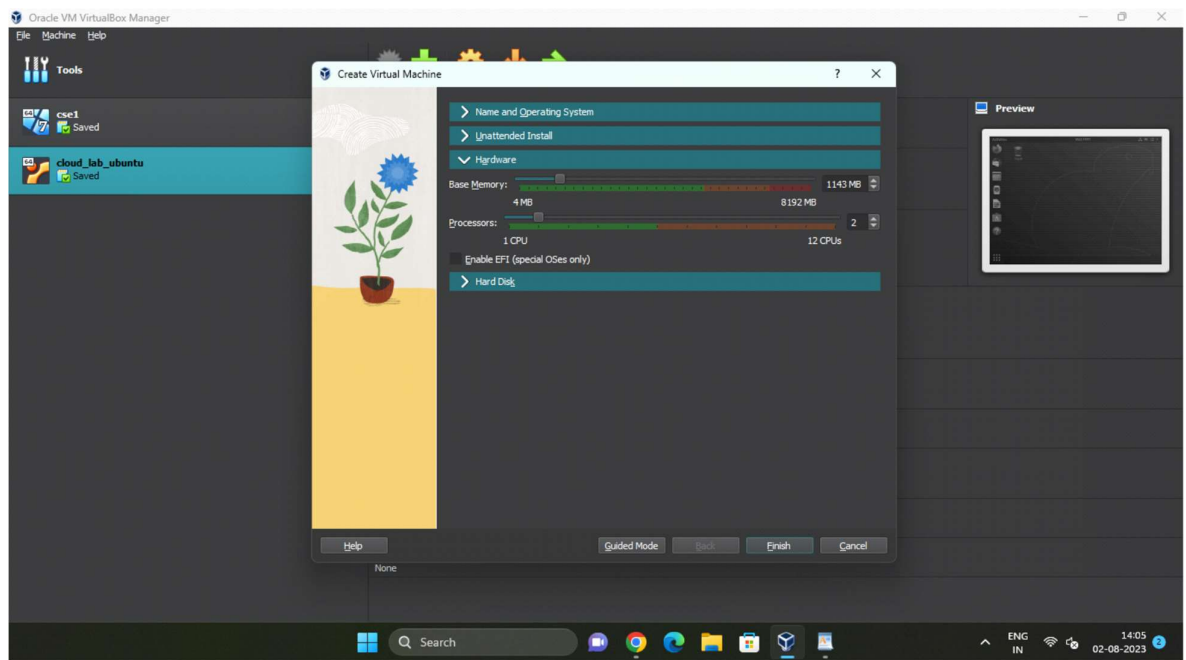 Oracle VM VirtualBox Manager
File Machine Help
Tools
64
cse1
Saved
64
cloud_lab_ubuntu
Saved
Create Virtual Machine
?
Name and Operating System
Unattended Install
Hardware
Base Memory: 1143 MB
4 MB 8192 MB
Processors: 2
1 CPU 12 CPUs
Enable EFI (special OSes only)
Hard Disk
Help Guided Mode Back Finish Cancel
Preview
None
Search
ENG
IN
14:05
02-08-2023
2